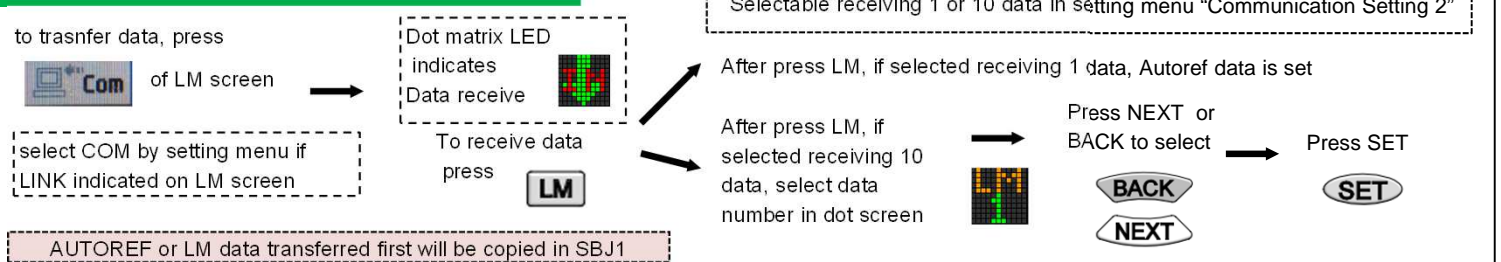 Selectable receiving 1 or 10 data in setting menu “Communication Setting 2”
to trasnfer data, press
Com
of LM screen
select COM by setting menu if
LINK indicated on LM screen
Dot matrix LED
indicates
Data receive
IN
To receive data
press
LM
After press LM, if selected receiving 1 data, Autoref data is set
After press LM, if
selected receiving 10
data, select data
number in dot screen
LM
1
Press NEXT or
BACK to select
BACK
NEXT
Press SET
SET
AUTOREF or LM data transferred first will be copied in SBJ1